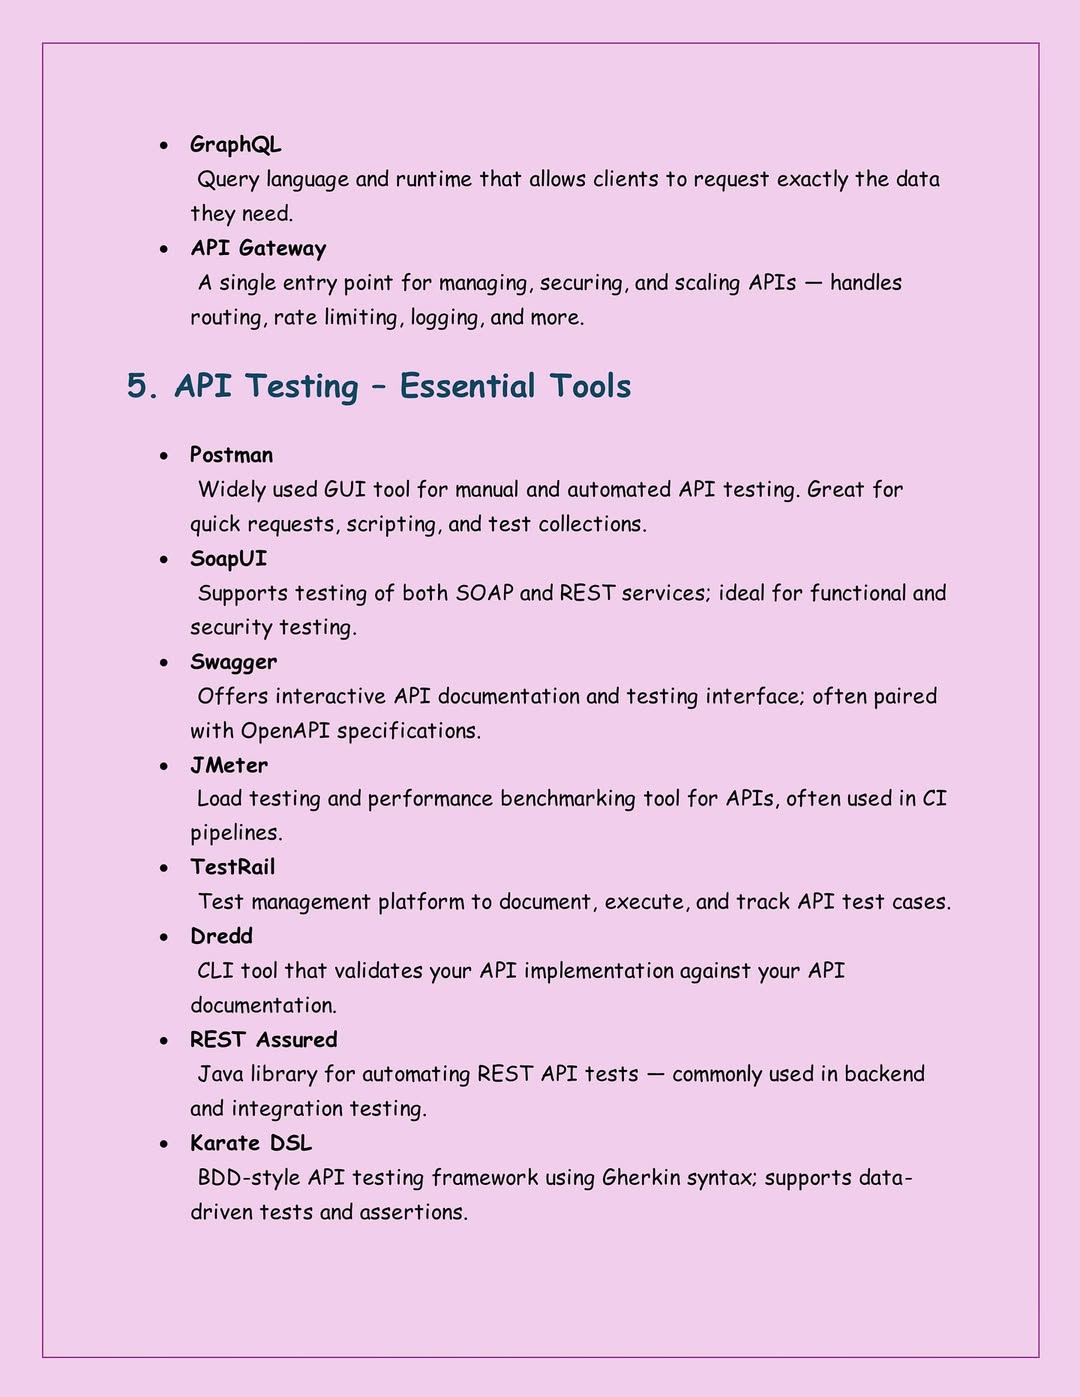 • GraphQL
Query language and runtime that allows clients to request exactly the data
they need.
• API Gateway
A single entry point for managing, securing, and scaling APIs — handles
routing, rate limiting, logging, and more.
5. API Testing – Essential Tools
• Postman
Widely used GUI tool for manual and automated API testing. Great for
quick requests, scripting, and test collections.
• SoapUI
Supports testing of both SOAP and REST services; ideal for functional and
security testing.
• Swagger
Offers interactive API documentation and testing interface; often paired
with OpenAPI specifications.
• JMeter
Load testing and performance benchmarking tool for APIs, often used in CI
pipelines.
• TestRail
Test management platform to document, execute, and track API test cases.
• Dredd
CLI tool that validates your API implementation against your API
documentation.
• REST Assured
Java library for automating REST API tests — commonly used in backend
and integration testing.
• Karate DSL
BDD-style API testing framework using Gherkin syntax; supports data-
driven tests and assertions.